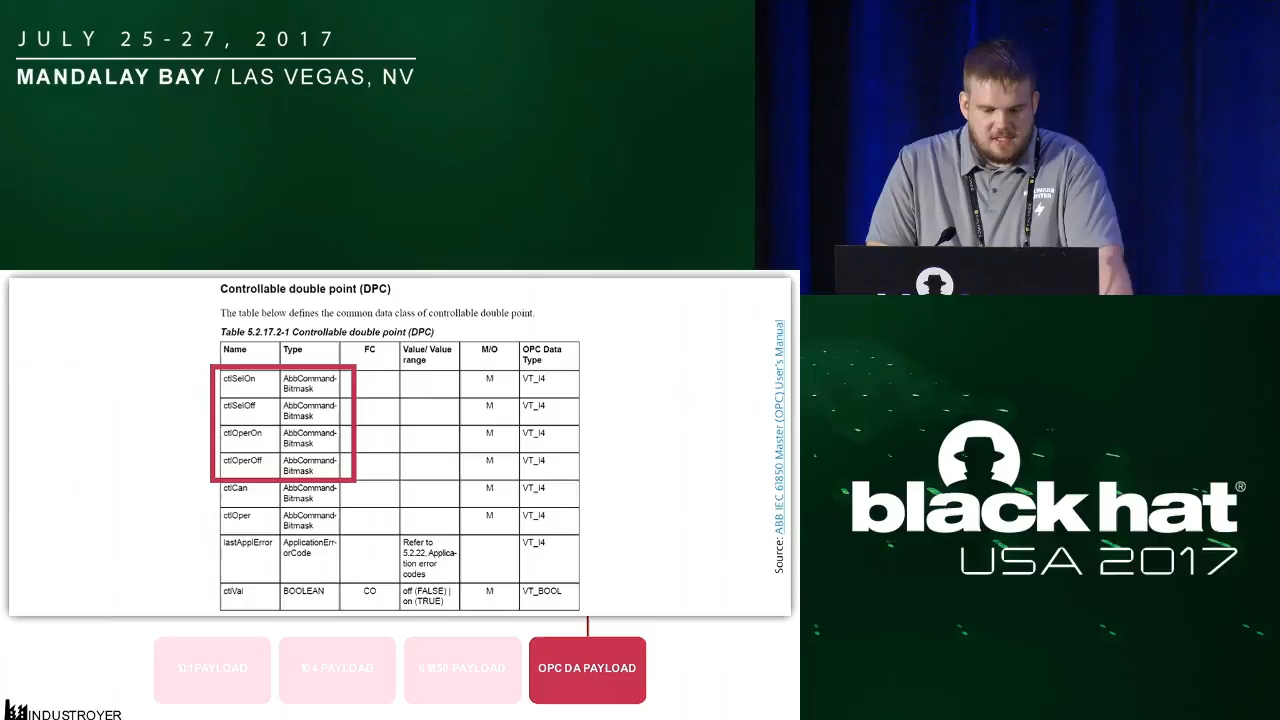 JULY 25-27, 2017
MANDALAY BAY / LAS VEGAS, NV
Controllable double point (DPC)
The table below defines the common data class of controllable double point.
Table 5.2.17.2-1 Controllable double point (DPC)
Name Type FC Value/ Value range M/O OPC Data Type
ctlSelOn AbbCommand-Bitmask M VT_I4
ctlSelOff AbbCommand-Bitmask M VT_I4
ctlOperOn AbbCommand-Bitmask M VT_I4
ctlOperOff AbbCommand-Bitmask M VT_I4
ctlCan AbbCommand-Bitmask M VT_I4
ctlOper AbbCommand-Bitmask M VT_I4
lastApplError ApplicationErr-orCode Refer to 5.2.22, Applica-tion error codes VT_I4
ctlVal BOOLEAN CO off (FALSE) | on (TRUE) M VT_BOOL
Source: ABB IEC 61850 Master (OPC) User's Manual
101 PAYLOAD
104 PAYLOAD
61850 PAYLOAD
OPC DA PAYLOAD
INDUSTROYER
black hat®
USA 2017